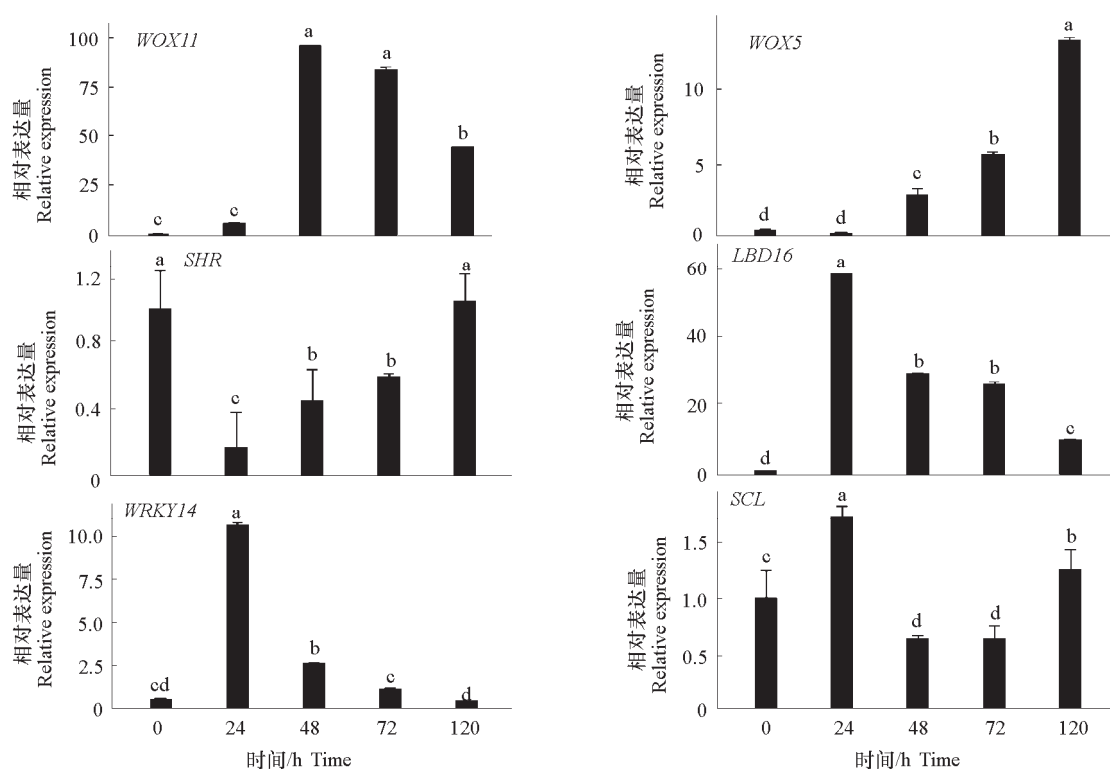 WOX11
a
a
b
c
c
100
75
50
25
0
相对表达量
Relative expression
WOX5
a
b
c
d
d
10
5
0
相对表达量
Relative expression
SHR
a
c
b
b
a
1.2
0.8
0.4
0
相对表达量
Relative expression
LBD16
a
b
b
c
d
60
40
20
0
相对表达量
Relative expression
WRKY14
a
b
c
d
cd
10.0
7.5
5.0
2.5
0
相对表达量
Relative expression
0 24 48 72 120
时间/h Time
SCL
a
b
c
d
d
1.5
1.0
0.5
0
相对表达量
Relative expression
0 24 48 72 120
时间/h Time